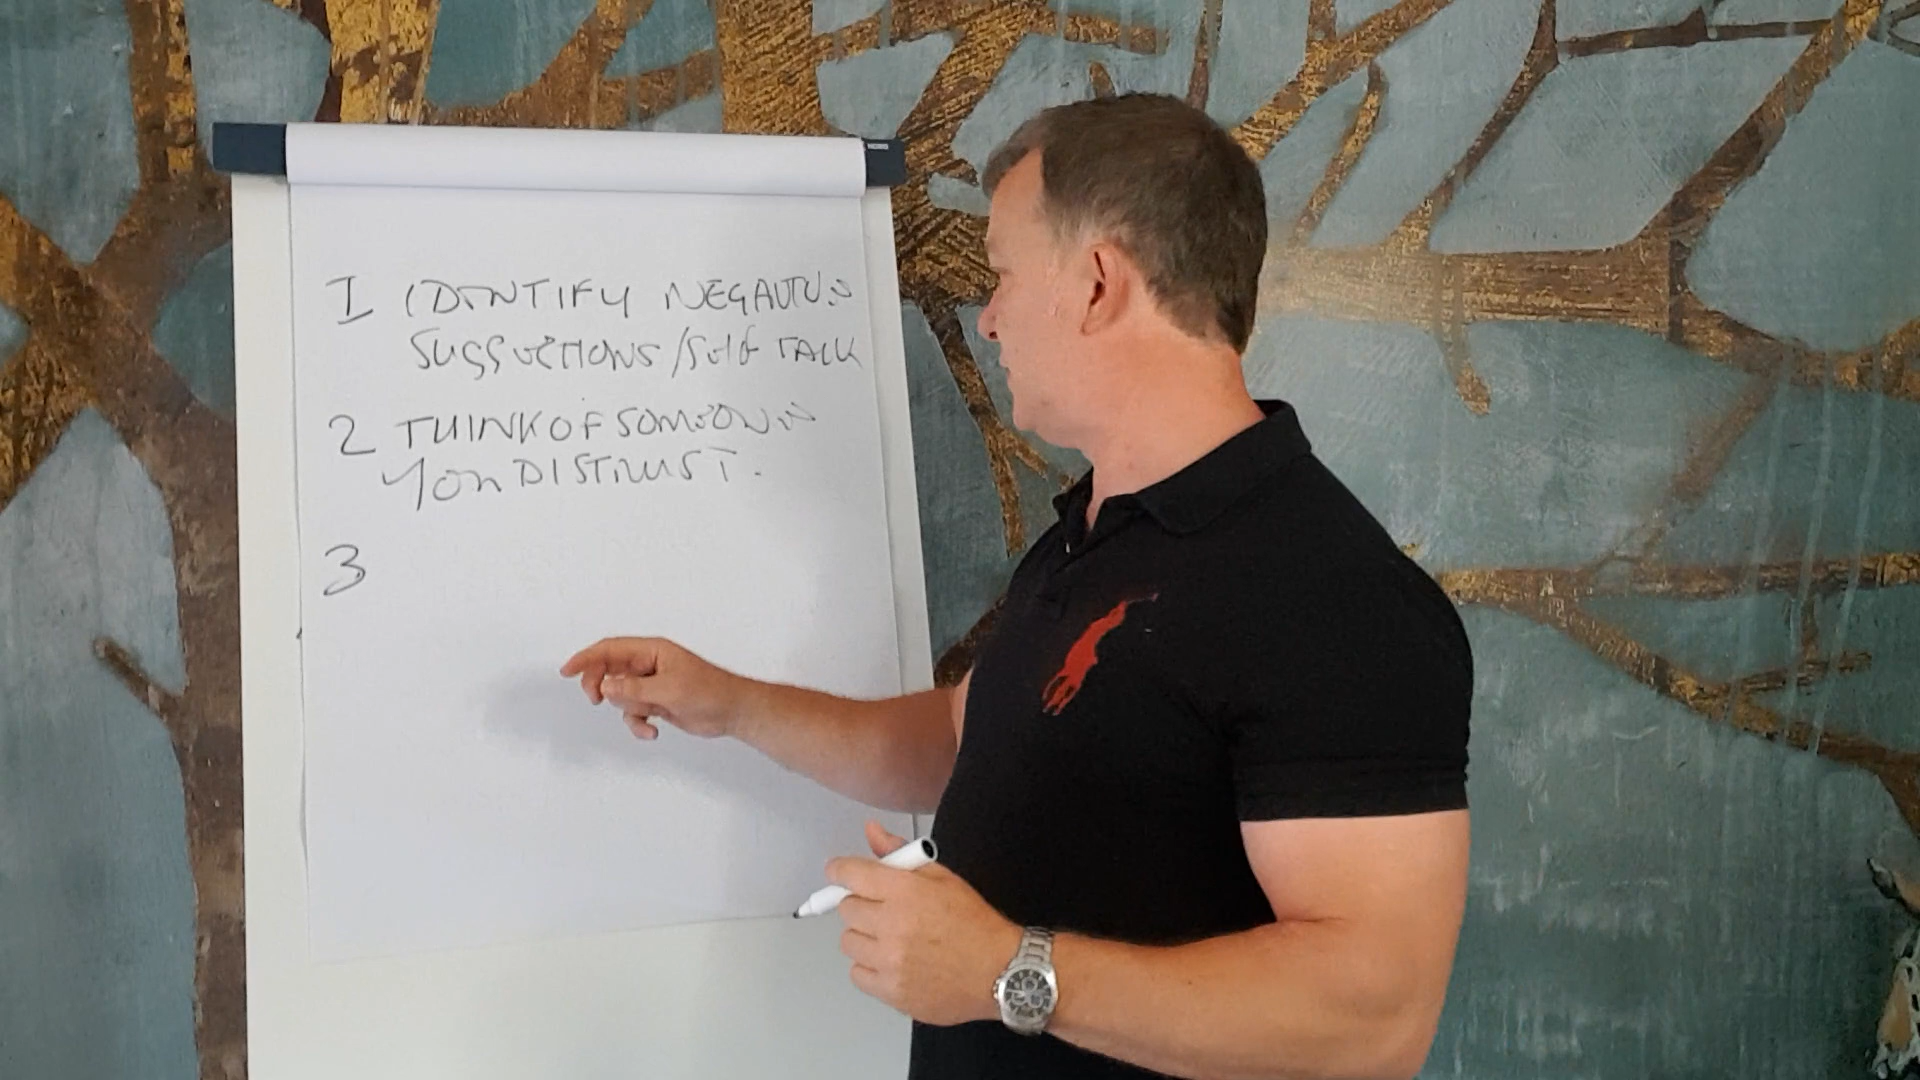 1 IDENTIFY NEGATIVE
SUGGESTIONS/Self TALK
2 THINK OF SOMEONE
YOU DISTRUST.
3